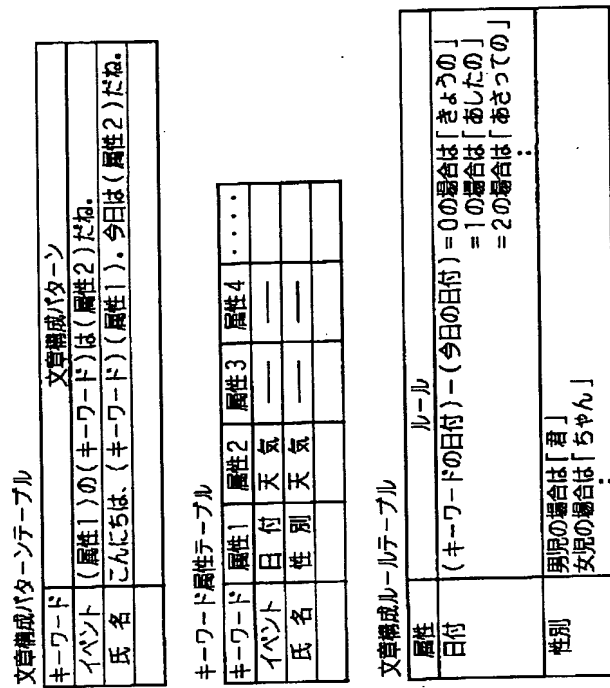 文章構成パターンテーブル
キーワード 文章構成パターン
イベント (属性1)の(キーワード)は(属性2)だね。
氏 名 こんにちは、(キーワード)(属性1)。今日は(属性2)だね。
キーワード属性テーブル
キーワード 属性1 属性2 属性3 属性4 ‥‥
イベント 日 付 天 気 ── ──
氏 名 性 別 天 気 ── ──
文章構成ルールテーブル
属性 ルール
日付 (キーワードの日付)−(今日の日付)=0の場合は「きょうの」
=1の場合は「あしたの」
=2の場合は「あさっての」
:
性別 男児の場合は「君」
女児の場合は「ちゃん」
: